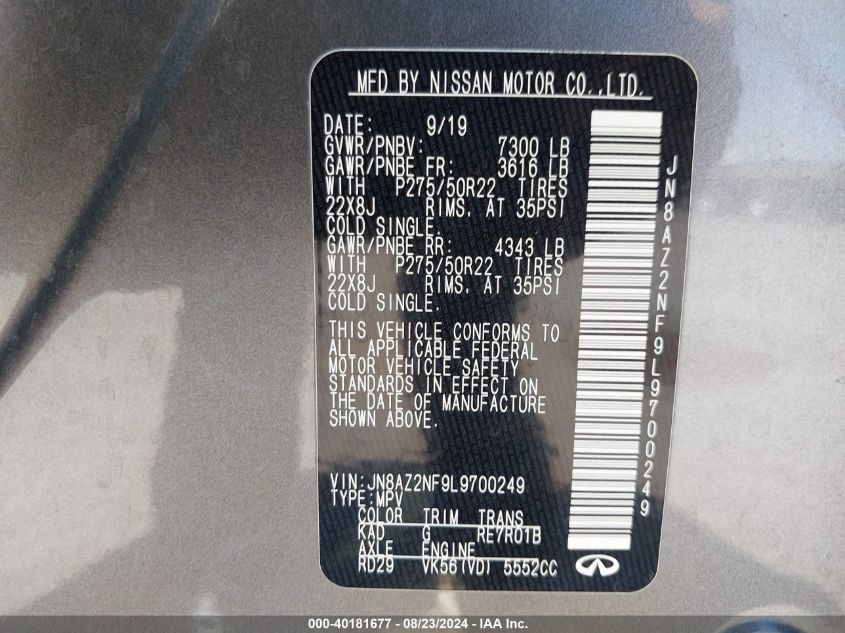 MFD BY NISSAN MOTOR CO.,LTD.
DATE: 9/19
GVWR/PNBV: 7300 LB
GAWR/PNBE FR: 3616 LB
WITH P275/50R22 TIRES
22X8J RIMS. AT 35PSI
COLD SINGLE.
GAWR/PNBE RR: 4343 LB
WITH P275/50R22 TIRES
22X8J RIMS. AT 35PSI
COLD SINGLE.
THIS VEHICLE CONFORMS TO
ALL APPLICABLE FEDERAL
MOTOR VEHICLE SAFETY
STANDARDS IN EFFECT ON
THE DATE OF MANUFACTURE
SHOWN ABOVE.
VIN:JN8AZ2NF9L9700249
TYPE:MPV
COLOR TRIM TRANS
KAD G RE7R01B
AXLE ENGINE
RD29 VK56(VD) 5552CC
JN8AZ2NF9L9700249
000-40181677 - 08/23/2024 - IAA, Inc.